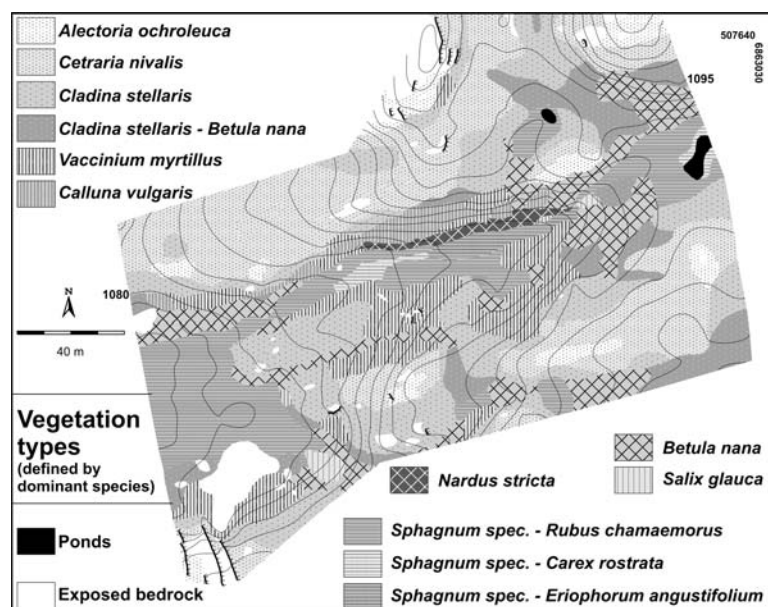 Alectoria ochroleuca
Cetraria nivalis
Cladina stellaris
Cladina stellaris - Betula nana
Vaccinium myrtillus
Calluna vulgaris
507640
6863030
1095
N
1080
40 m
Vegetation
types
(defined by
dominant species)
Ponds
Exposed bedrock
Nardus stricta
Betula nana
Salix glauca
Sphagnum spec. - Rubus chamaemorus
Sphagnum spec. - Carex rostrata
Sphagnum spec. - Eriophorum angustifolium